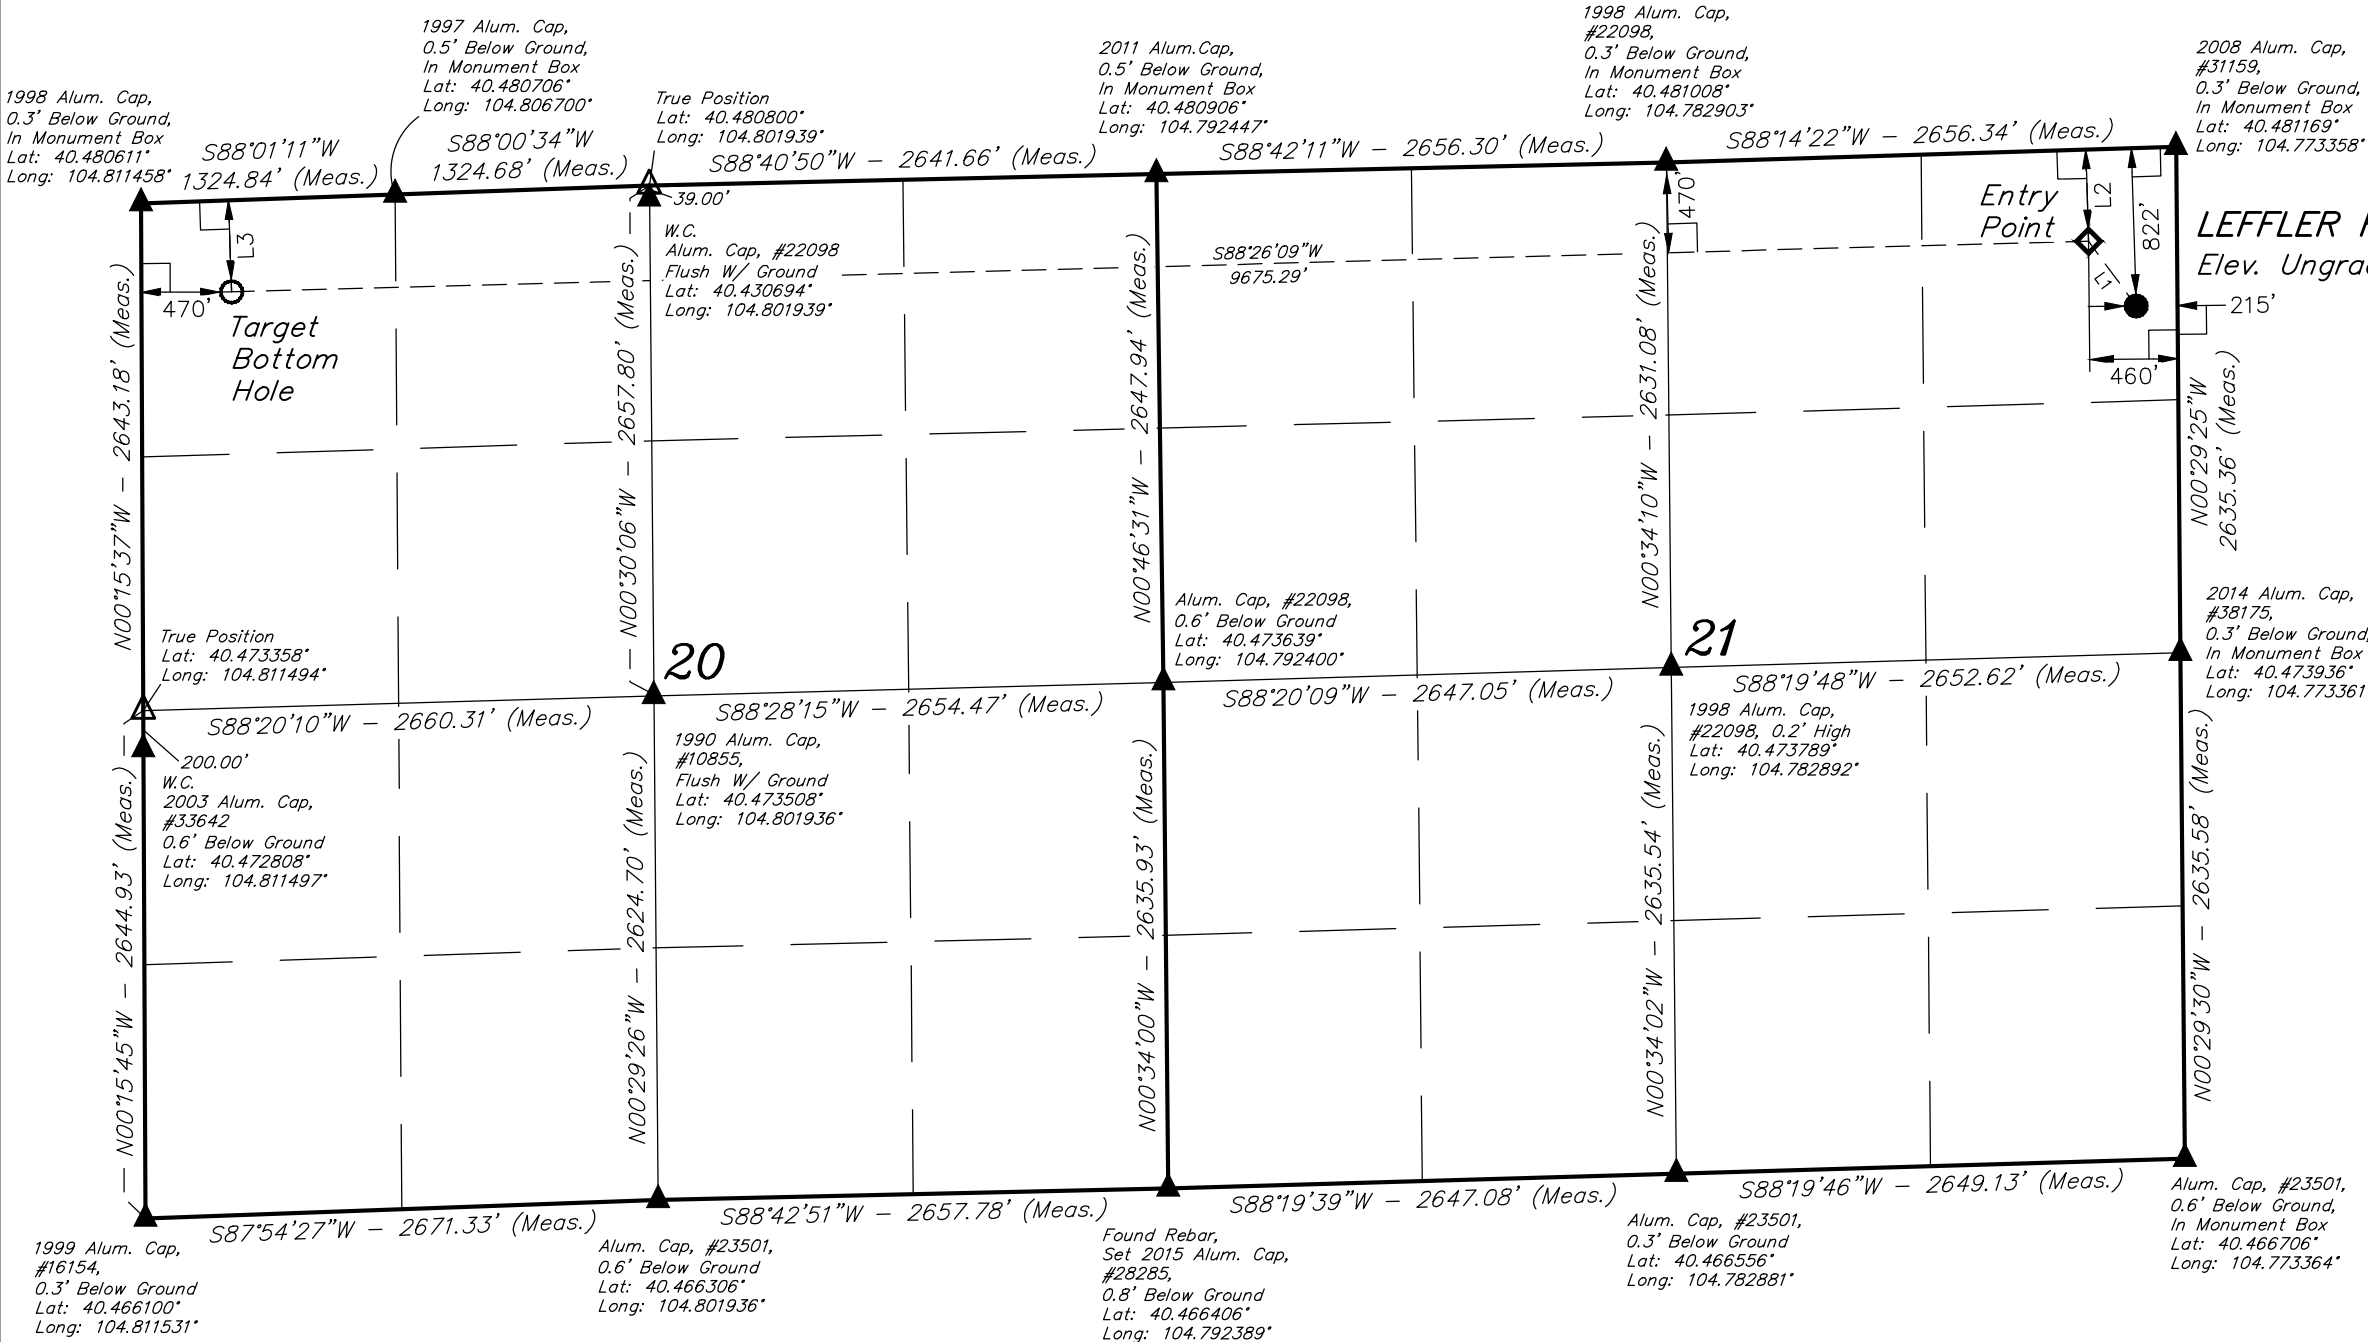 1998 Alum. Cap,
0.3' Below Ground,
In Monument Box
Lat: 40.480611°
Long: 104.811458°
1997 Alum. Cap,
0.5' Below Ground,
In Monument Box
Lat: 40.480706°
Long: 104.806700°
True Position
Lat: 40.480800°
Long: 104.801939°
2011 Alum.Cap,
0.5' Below Ground,
In Monument Box
Lat: 40.480906°
Long: 104.792447°
1998 Alum. Cap,
#22098,
0.3' Below Ground,
In Monument Box
Lat: 40.481008°
Long: 104.782903°
2008 Alum. Cap,
#31159,
0.3' Below Ground,
In Monument Box
Lat: 40.481169°
Long: 104.773358°
S88°01'11"W
1324.84' (Meas.)
S88°00'34"W
1324.68' (Meas.)
S88°40'50"W – 2641.66' (Meas.)
S88°42'11"W – 2656.30' (Meas.)
S88°14'22"W – 2656.34' (Meas.)
39.00'
W.C.
Alum. Cap, #22098
Flush W/ Ground
Lat: 40.430694°
Long: 104.801939°
L3
470'
Target
Bottom
Hole
S88°26'09"W
9675.29'
470'
Entry
Point
L2
822'
L1
215'
460'
LEFFLER
Elev.
N00°15'37"W – 2643.18' (Meas.)
N00°30'06"W – 2657.80' (Meas.)
N00°46'31"W – 2647.94' (Meas.)
N00°34'10"W – 2631.08' (Meas.)
N00°29'25"W
2635.36' (Meas.)
True Position
Lat: 40.473358°
Long: 104.811494°
20
Alum. Cap, #22098,
0.6' Below Ground
Lat: 40.473639°
Long: 104.792400°
21
2014 Alum. Cap,
#38175,
0.3' Below Ground,
In Monument Box
Lat: 40.473936°
Long: 104.773361
S88°20'10"W – 2660.31' (Meas.)
S88°28'15"W – 2654.47' (Meas.)
S88°20'09"W – 2647.05' (Meas.)
S88°19'48"W – 2652.62' (Meas.)
200.00'
W.C.
2003 Alum. Cap,
#33642
0.6' Below Ground
Lat: 40.472808°
Long: 104.811497°
1990 Alum. Cap,
#10855,
Flush W/ Ground
Lat: 40.473508°
Long: 104.801936°
1998 Alum. Cap,
#22098, 0.2' High
Lat: 40.473789°
Long: 104.782892°
N00°15'45"W – 2644.93' (Meas.)
N00°29'26"W – 2624.70' (Meas.)
N00°34'00"W – 2635.93' (Meas.)
N00°34'02"W – 2635.54' (Meas.)
N00°29'30"W – 2635.58' (Meas.)
S87°54'27"W – 2671.33' (Meas.)
S88°42'51"W – 2657.78' (Meas.)
S88°19'39"W – 2647.08' (Meas.)
S88°19'46"W – 2649.13' (Meas.)
1999 Alum. Cap,
#16154,
0.3' Below Ground
Lat: 40.466100°
Long: 104.811531°
Alum. Cap, #23501,
0.6' Below Ground
Lat: 40.466306°
Long: 104.801936°
Found Rebar,
Set 2015 Alum. Cap,
#28285,
0.8' Below Ground
Lat: 40.466406°
Long: 104.792389°
Alum. Cap, #23501,
0.3' Below Ground
Lat: 40.466556°
Long: 104.782881°
Alum. Cap, #23501,
0.6' Below Ground,
In Monument Box
Lat: 40.466706°
Long: 104.773364°